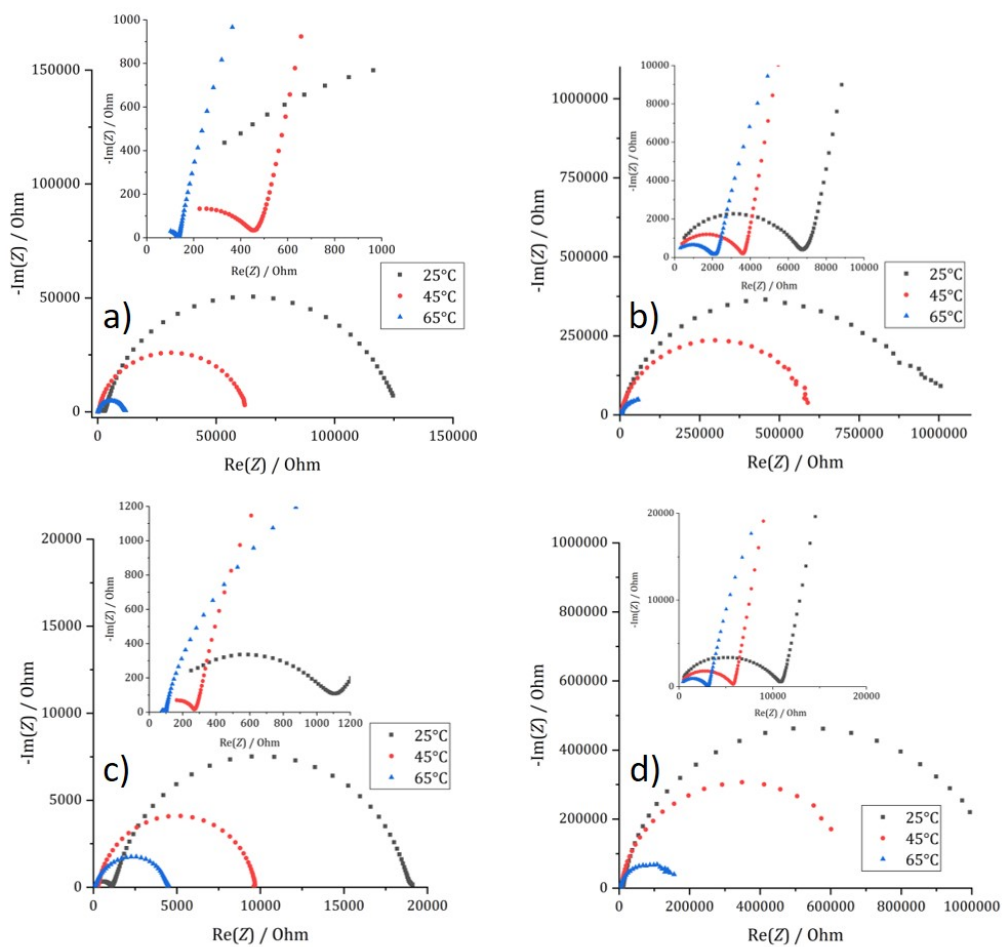 1000
800
600
400
200
0
-Im(Z) / Ohm
0 200 400 600 800 1000
Re(Z) / Ohm
150000
100000
50000
0
-Im(Z) / Ohm
a)
25°C
45°C
65°C
0 50000 100000 150000
Re(Z) / Ohm
10000
8000
6000
4000
2000
0
-Im(Z) / Ohm
0 2000 4000 6000 8000 10000
Re(Z) / Ohm
1000000
750000
500000
250000
0
-Im(Z) / Ohm
b)
25°C
45°C
65°C
0 250000 500000 750000 1000000
Re(Z) / Ohm
1200
1000
800
600
400
200
0
-Im(Z) / Ohm
0 200 400 600 800 1000 1200
Re(Z) / Ohm
20000
15000
10000
5000
0
-Im(Z) / Ohm
c)
25°C
45°C
65°C
0 5000 10000 15000 20000
Re(Z) / Ohm
20000
10000
0
-Im(Z) / Ohm
0 10000 20000
Re(Z) / Ohm
1000000
800000
600000
400000
200000
0
-Im(Z) / Ohm
d)
25°C
45°C
65°C
0 200000 400000 600000 800000 1000000
Re(Z) / Ohm